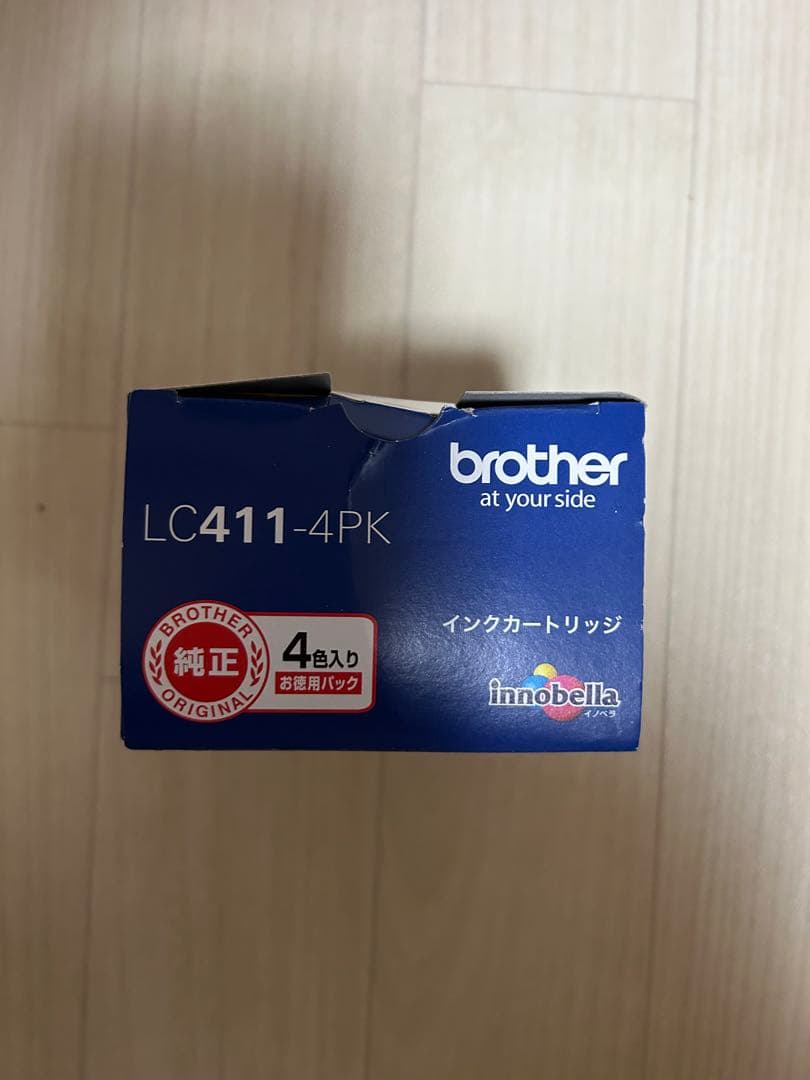 brother
at your side
LC411-4PK
インクカートリッジ
BROTHER
純正
ORIGINAL
4色入り
お徳用パック
innobella
イノベラ